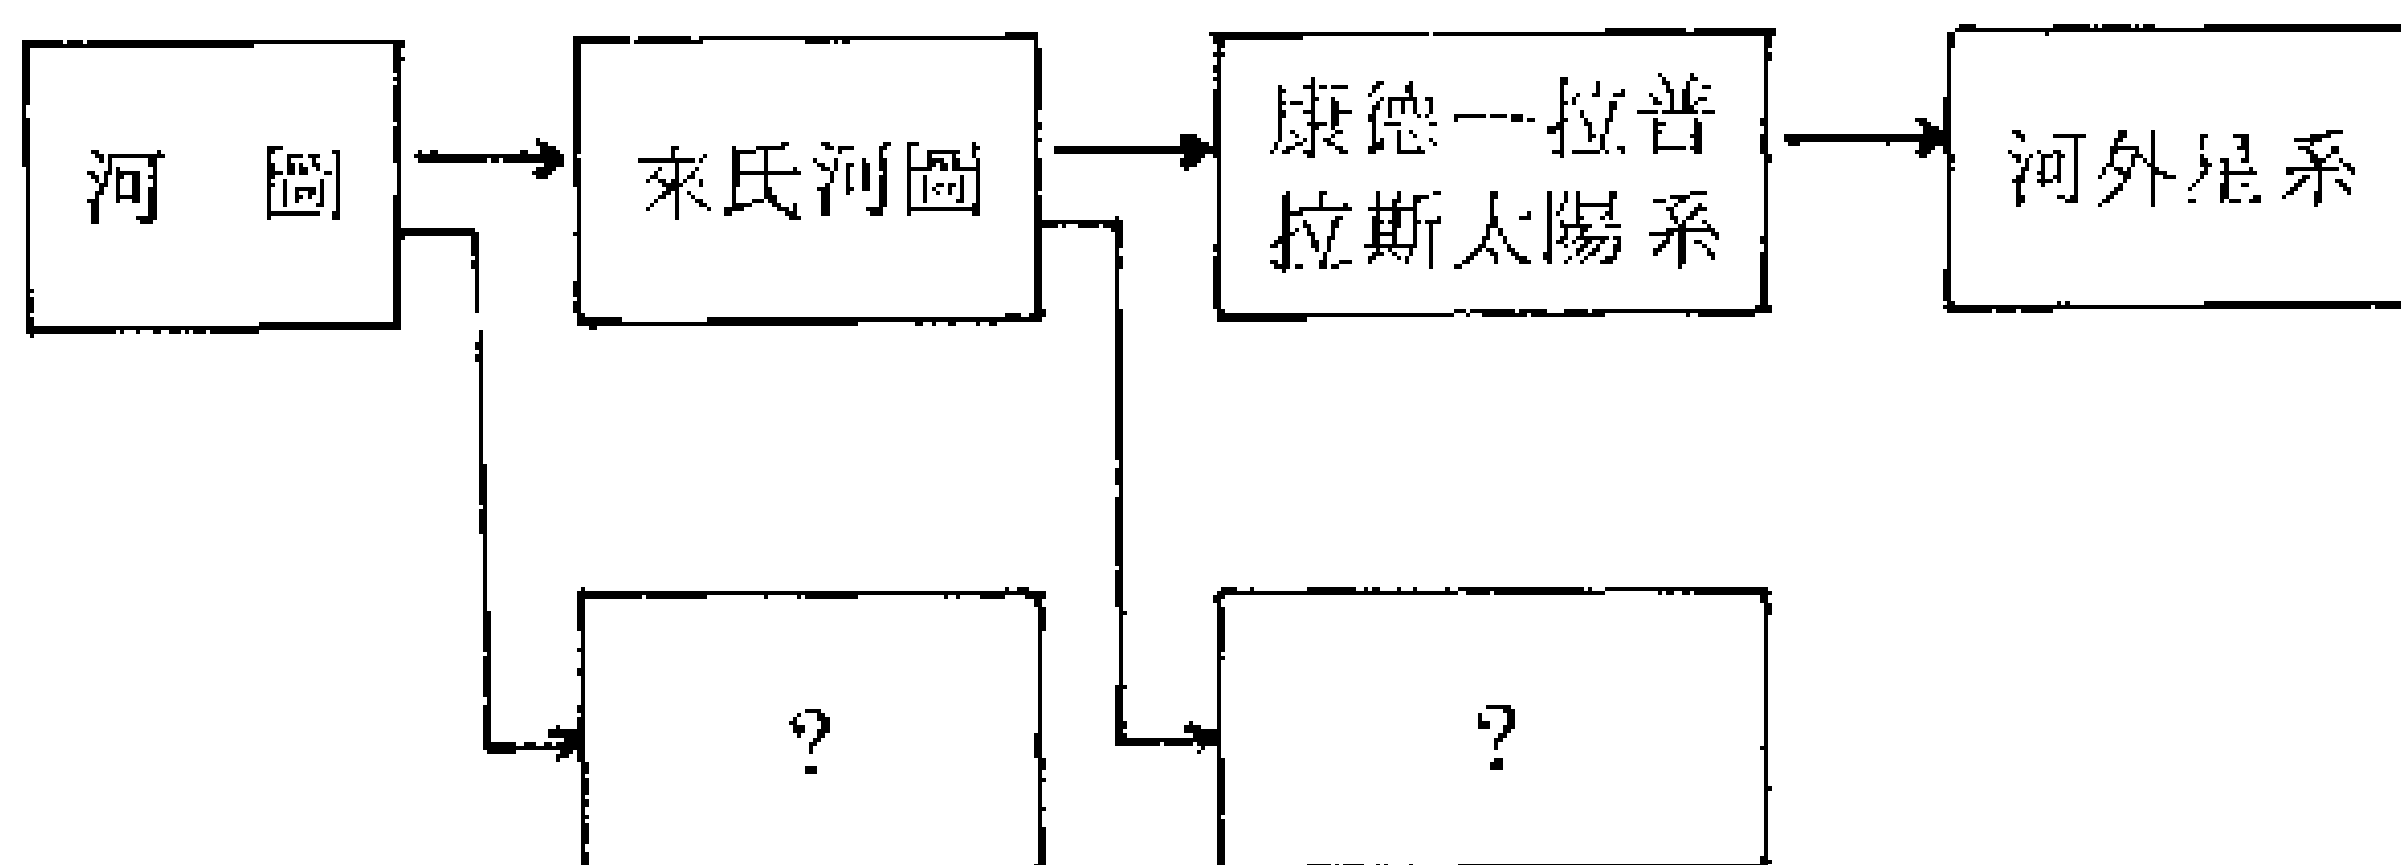 河 圖
來氏河圖
康德一拉普
拉斯太陽系
河外星系
?
?